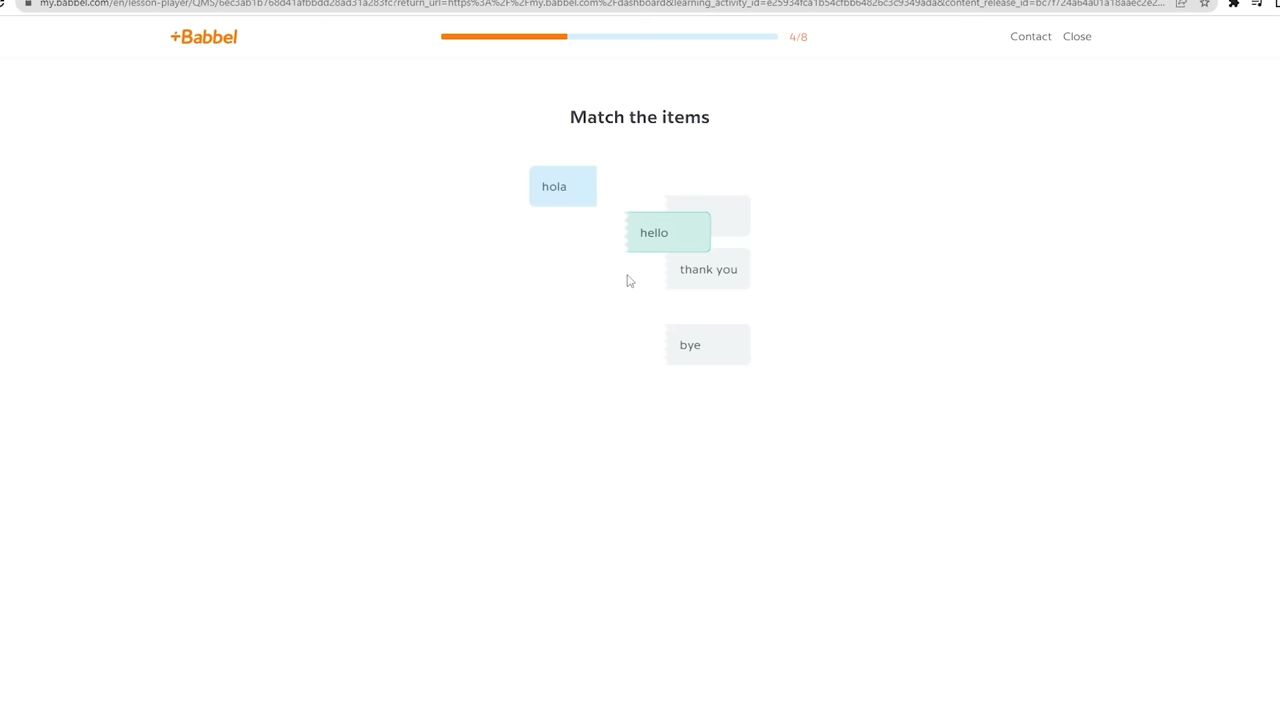 +Babbel
4/8
Contact Close
Match the items
hola
hello
thank you
bye